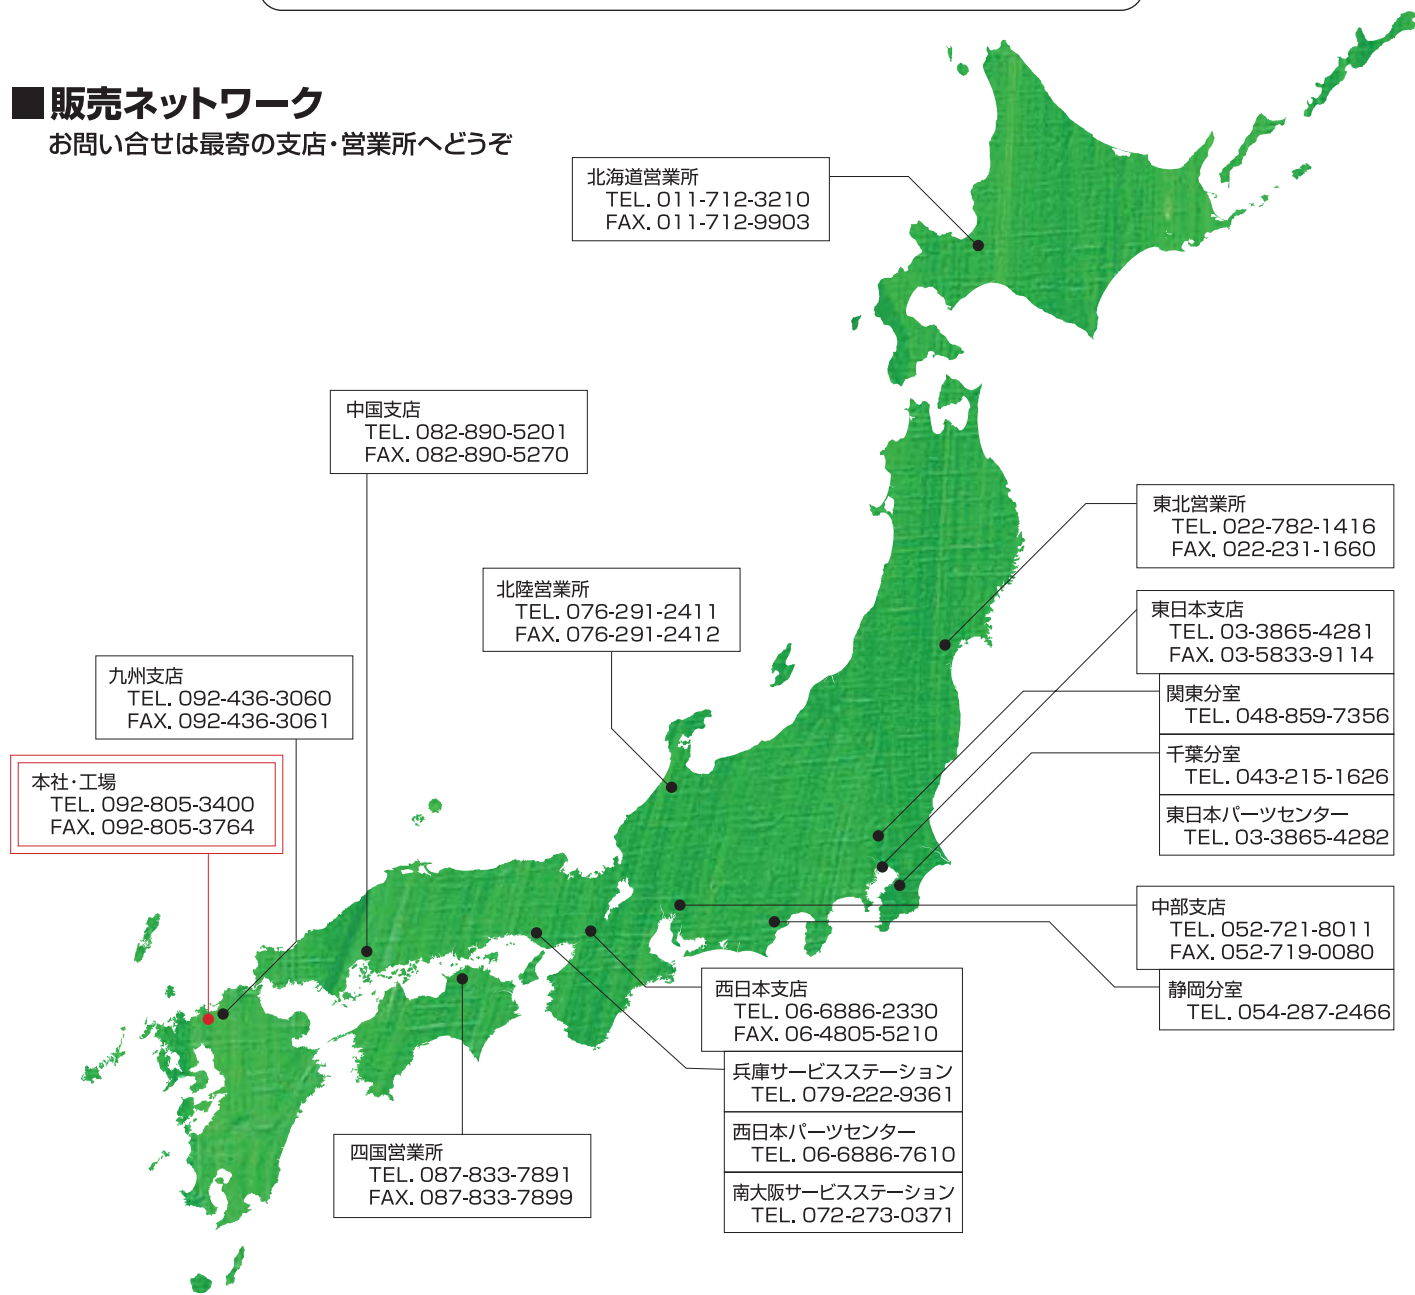 ■販売ネットワーク
お問い合せは最寄の支店・営業所へどうぞ
北海道営業所
TEL. 011-712-3210
FAX. 011-712-9903
中国支店
TEL. 082-890-5201
FAX. 082-890-5270
東北営業所
TEL. 022-782-1416
FAX. 022-231-1660
北陸営業所
TEL. 076-291-2411
FAX. 076-291-2412
東日本支店
TEL. 03-3865-4281
FAX. 03-5833-9114
関東分室
TEL. 048-859-7356
千葉分室
TEL. 043-215-1626
東日本パーツセンター
TEL. 03-3865-4282
九州支店
TEL. 092-436-3060
FAX. 092-436-3061
本社・工場
TEL. 092-805-3400
FAX. 092-805-3764
中部支店
TEL. 052-721-8011
FAX. 052-719-0080
静岡分室
TEL. 054-287-2466
西日本支店
TEL. 06-6886-2330
FAX. 06-4805-5210
兵庫サービスステーション
TEL. 079-222-9361
西日本パーツセンター
TEL. 06-6886-7610
南大阪サービスステーション
TEL. 072-273-0371
四国営業所
TEL. 087-833-7891
FAX. 087-833-7899